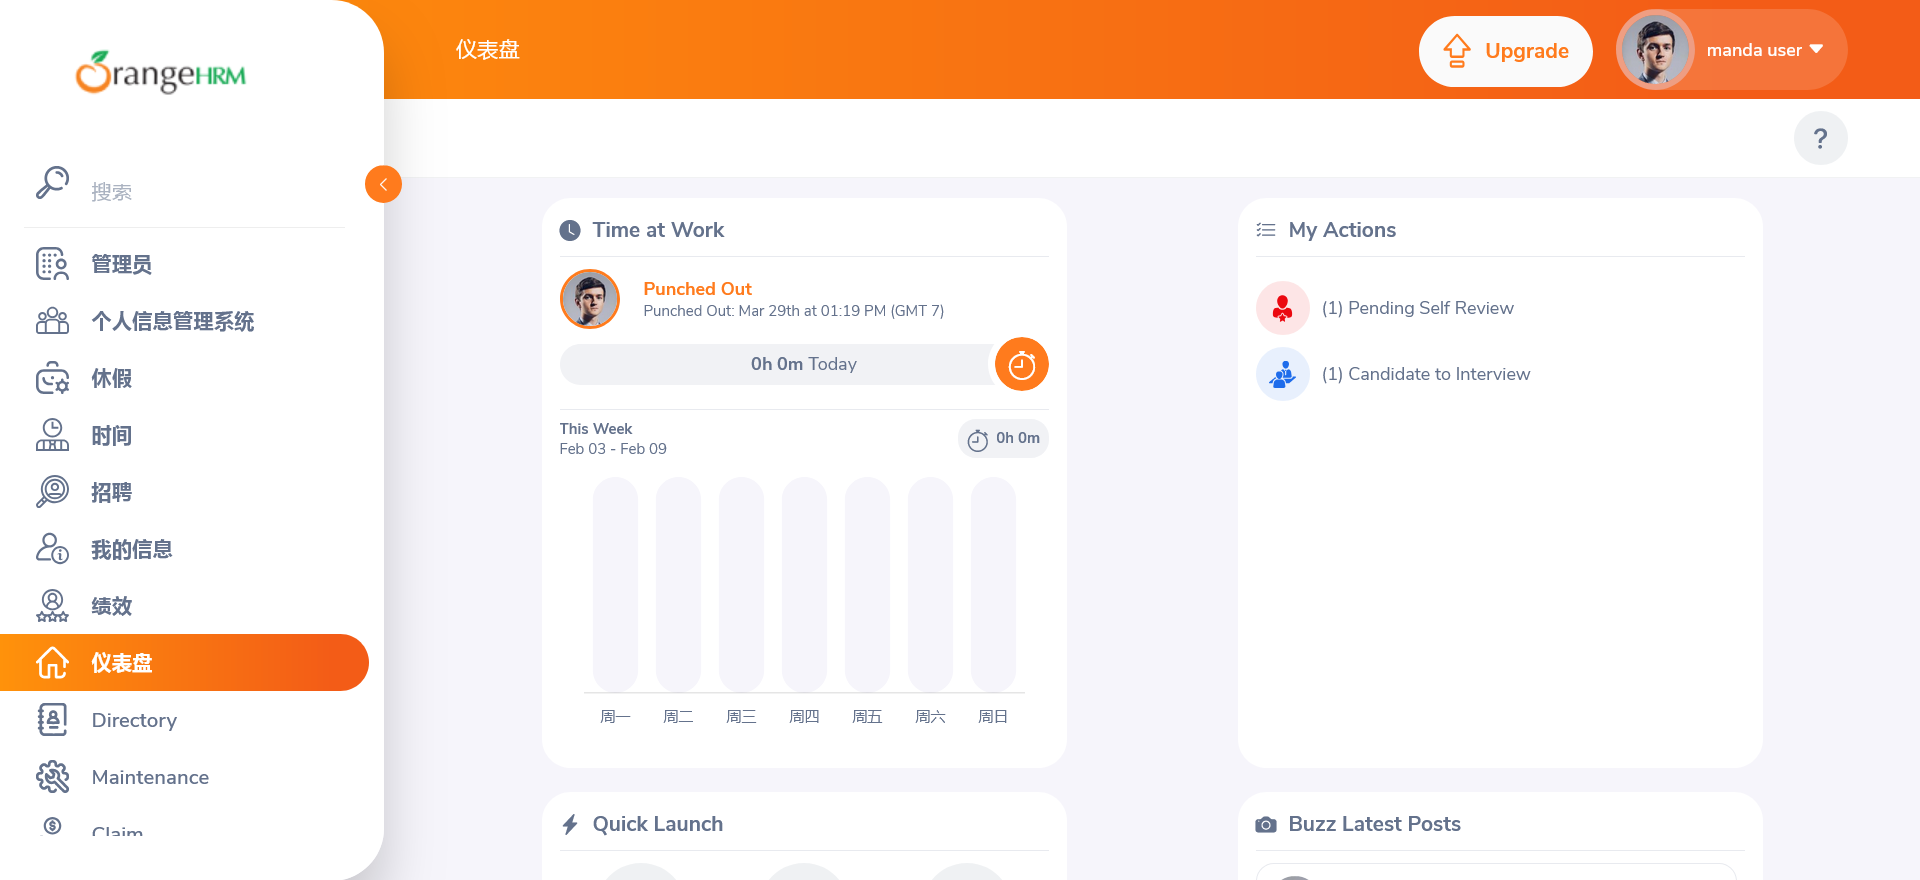 OrangeHRM
搜索
管理员
个人信息管理系统
休假
时间
招聘
我的信息
绩效
仪表盘
Directory
Maintenance
Claim
仪表盘
Upgrade
manda user
?
Time at Work
Punched Out
Punched Out: Mar 29th at 01:19 PM (GMT 7)
0h 0m Today
This Week
Feb 03 - Feb 09
0h 0m
周一 周二 周三 周四 周五 周六 周日
My Actions
(1) Pending Self Review
(1) Candidate to Interview
Quick Launch
Buzz Latest Posts